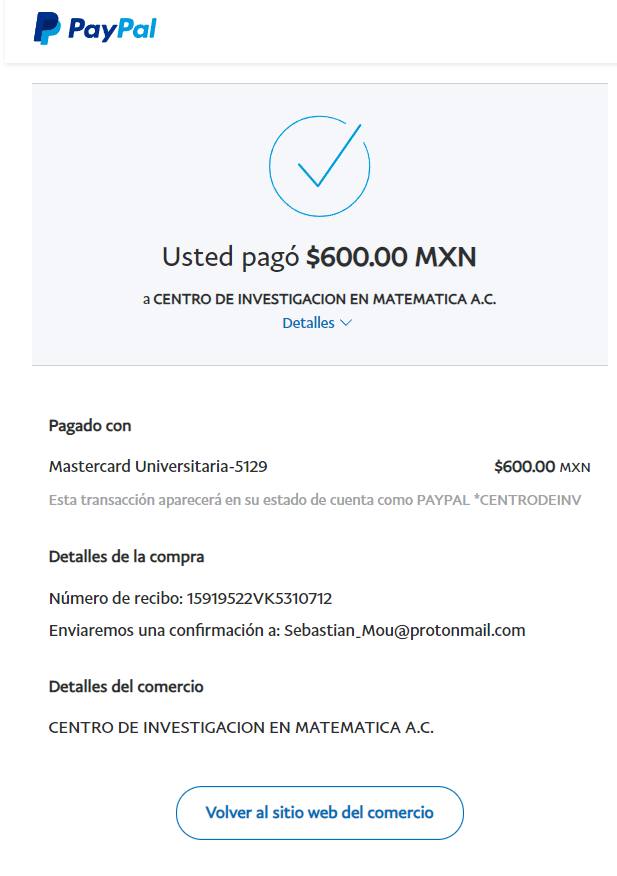 PayPal
Usted pagó $600.00 MXN
a CENTRO DE INVESTIGACION EN MATEMATICA A.C.
Detalles
Pagado con
Mastercard Universitaria-5129 $600.00 MXN
Esta transacción aparecerá en su estado de cuenta como PAYPAL *CENTRODEINV
Detalles de la compra
Número de recibo: 15919522VK5310712
Enviaremos una confirmación a: Sebastian_Mou@protonmail.com
Detalles del comercio
CENTRO DE INVESTIGACION EN MATEMATICA A.C.
Volver al sitio web del comercio